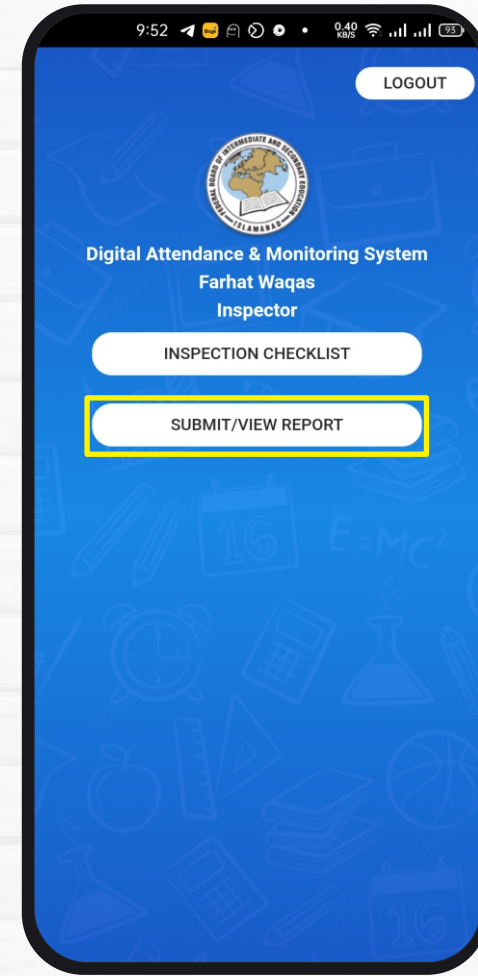 9:52
0.40
KB/S
93
LOGOUT
FEDERAL BOARD OF INTERMEDIATE AND SECONDARY EDUCATION
ISLAMABAD
Digital Attendance & Monitoring System
Farhat Waqas
Inspector
INSPECTION CHECKLIST
SUBMIT/VIEW REPORT
16
E=MC²
16